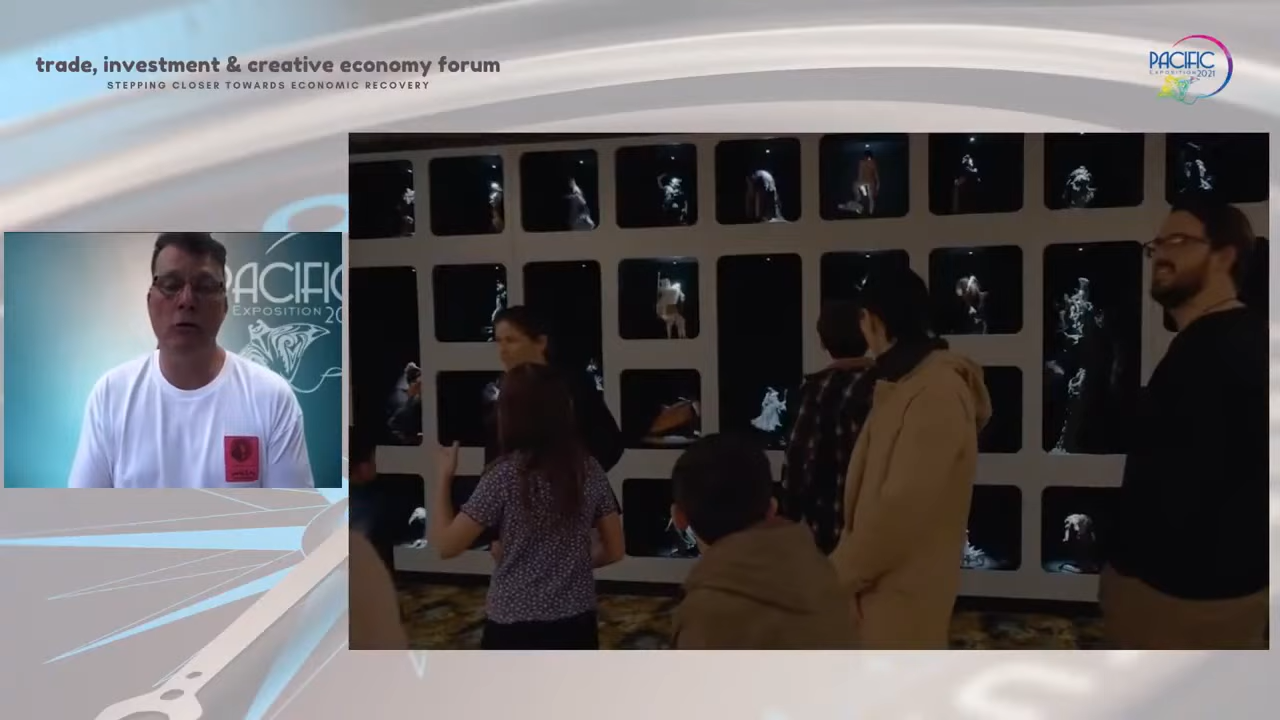 trade, investment & creative economy forum
STEPPING CLOSER TOWARDS ECONOMIC RECOVERY
PACIFIC
EXPOSITION 2021
PACIFIC
EXPOSITION 20